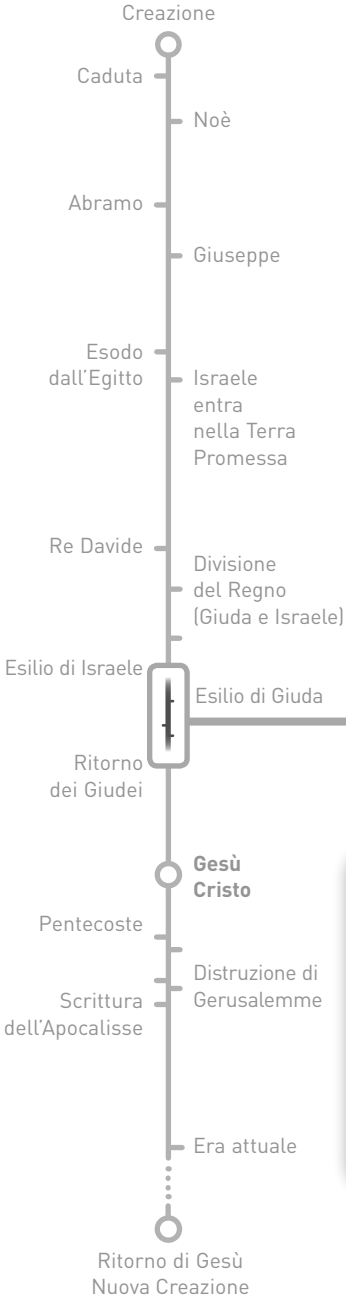 Creazione
Caduta
Noè
Abramo
Giuseppe
Esodo
dall'Egitto
Israele
entra
nella Terra
Promessa
Re Davide
Divisione
del Regno
(Giuda e Israele)
Esilio di Israele
Esilio di Giuda
Ritorno
dei Giudei
Gesù
Cristo
Pentecoste
Distruzione di
Gerusalemme
Scrittura
dell'Apocalisse
Era attuale
Ritorno di Gesù
Nuova Creazione